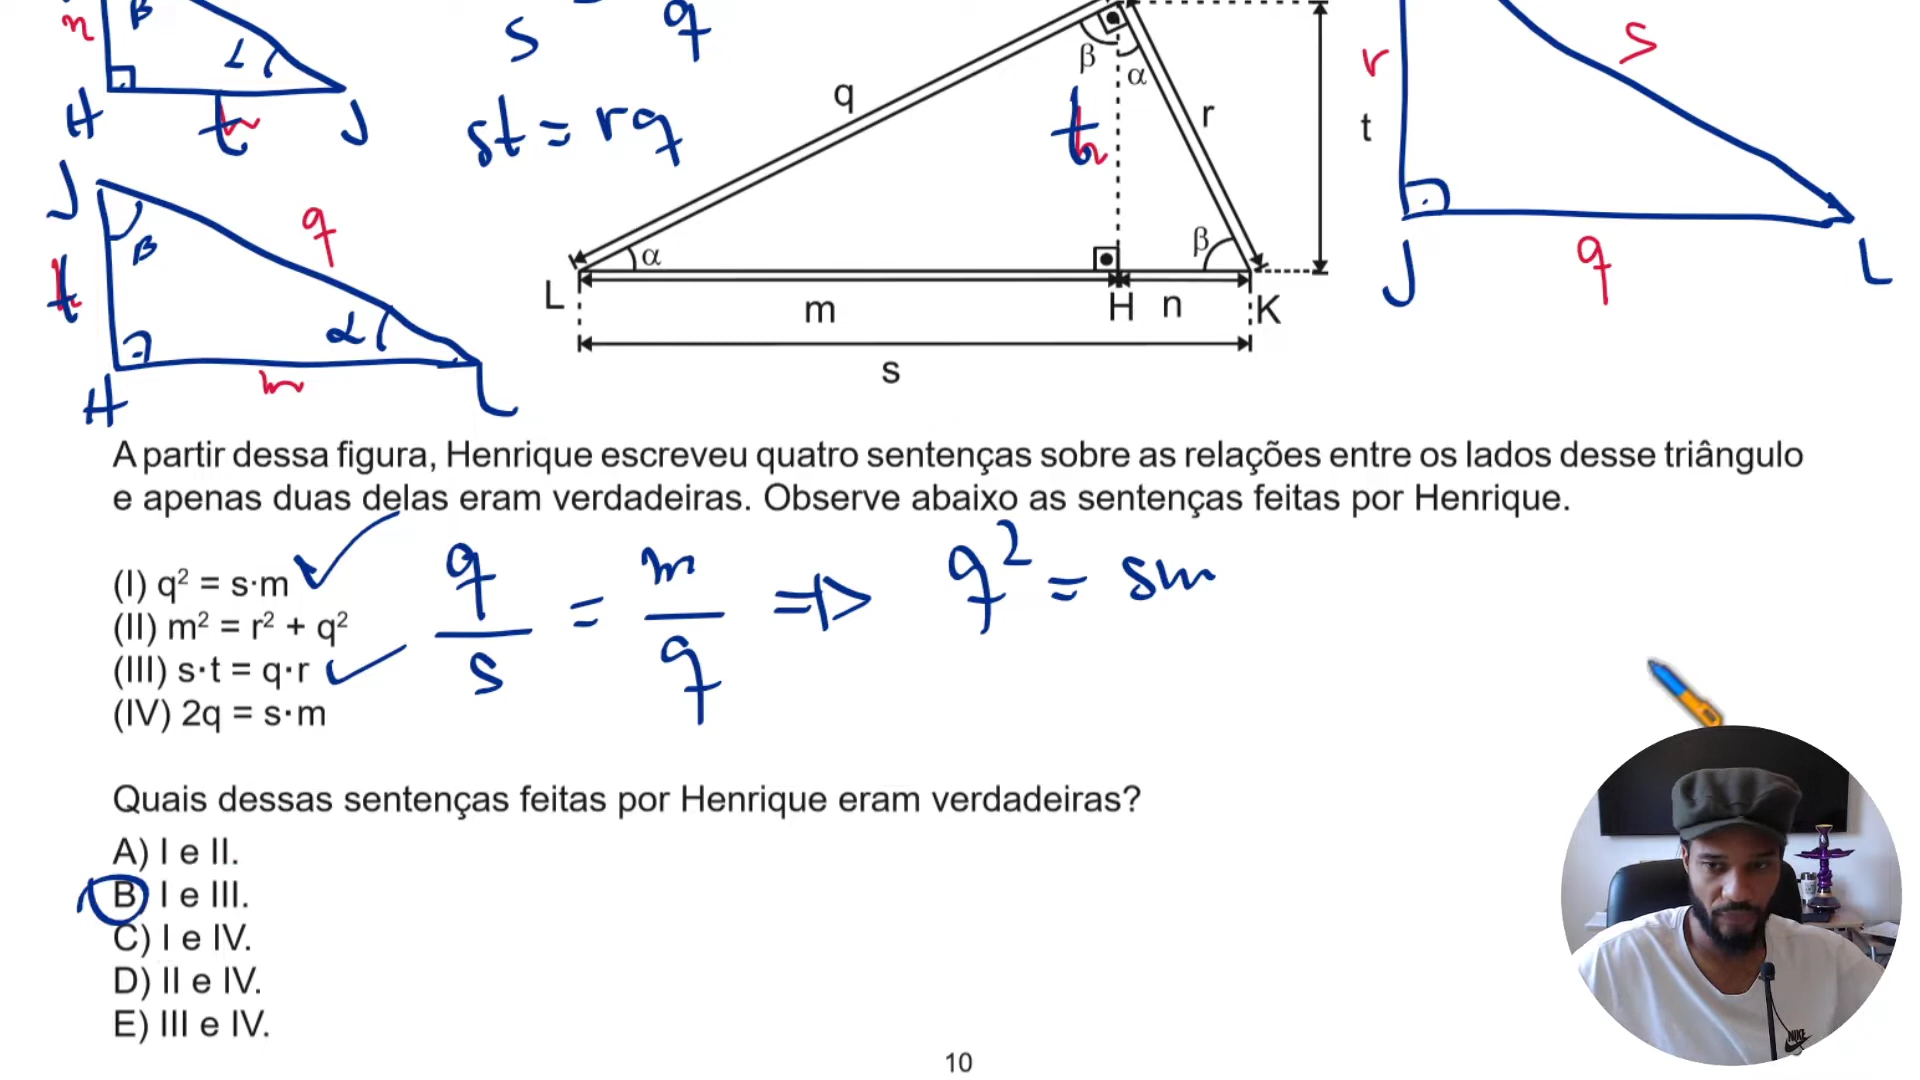 n
β
α
H
t
J
s
q
st = rq
J
q
β
t
α
H
m
L
β
α
q
t
r
L
α
β
m
H
n
K
s
r
t
s
J
q
L
A partir dessa figura, Henrique escreveu quatro sentenças sobre as relações entre os lados desse triângulo
e apenas duas delas eram verdadeiras. Observe abaixo as sentenças feitas por Henrique.
(I) q² = s·m
(II) m² = r² + q²
(III) s·t = q·r
(IV) 2q = s·m
q/s = m/q => q² = sm
Quais dessas sentenças feitas por Henrique eram verdadeiras?
A) I e II.
B) I e III.
C) I e IV.
D) II e IV.
E) III e IV.
10
NIKE